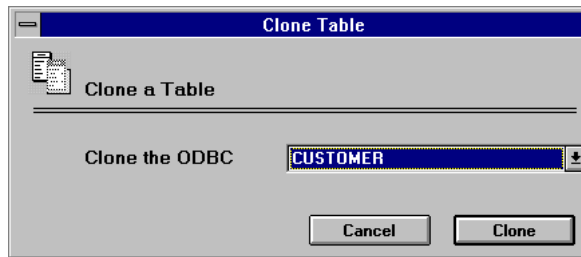 Clone Table
Clone a Table
Clone the ODBC CUSTOMER
Cancel Clone